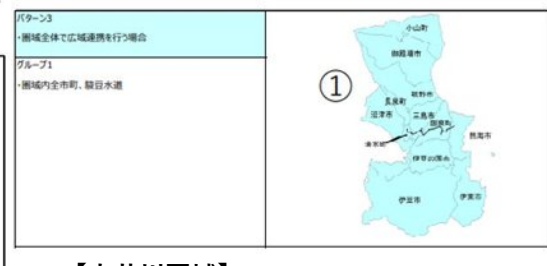 パターン3
・圏域全体で広域連携を行う場合
グループ1
・圏域内全市町、駿豆水道
①
小山町
御殿場市
裾野市
長泉町
沼津市
三島市
函南町
清水町
熱海市
伊豆の国市
伊豆市
伊東市